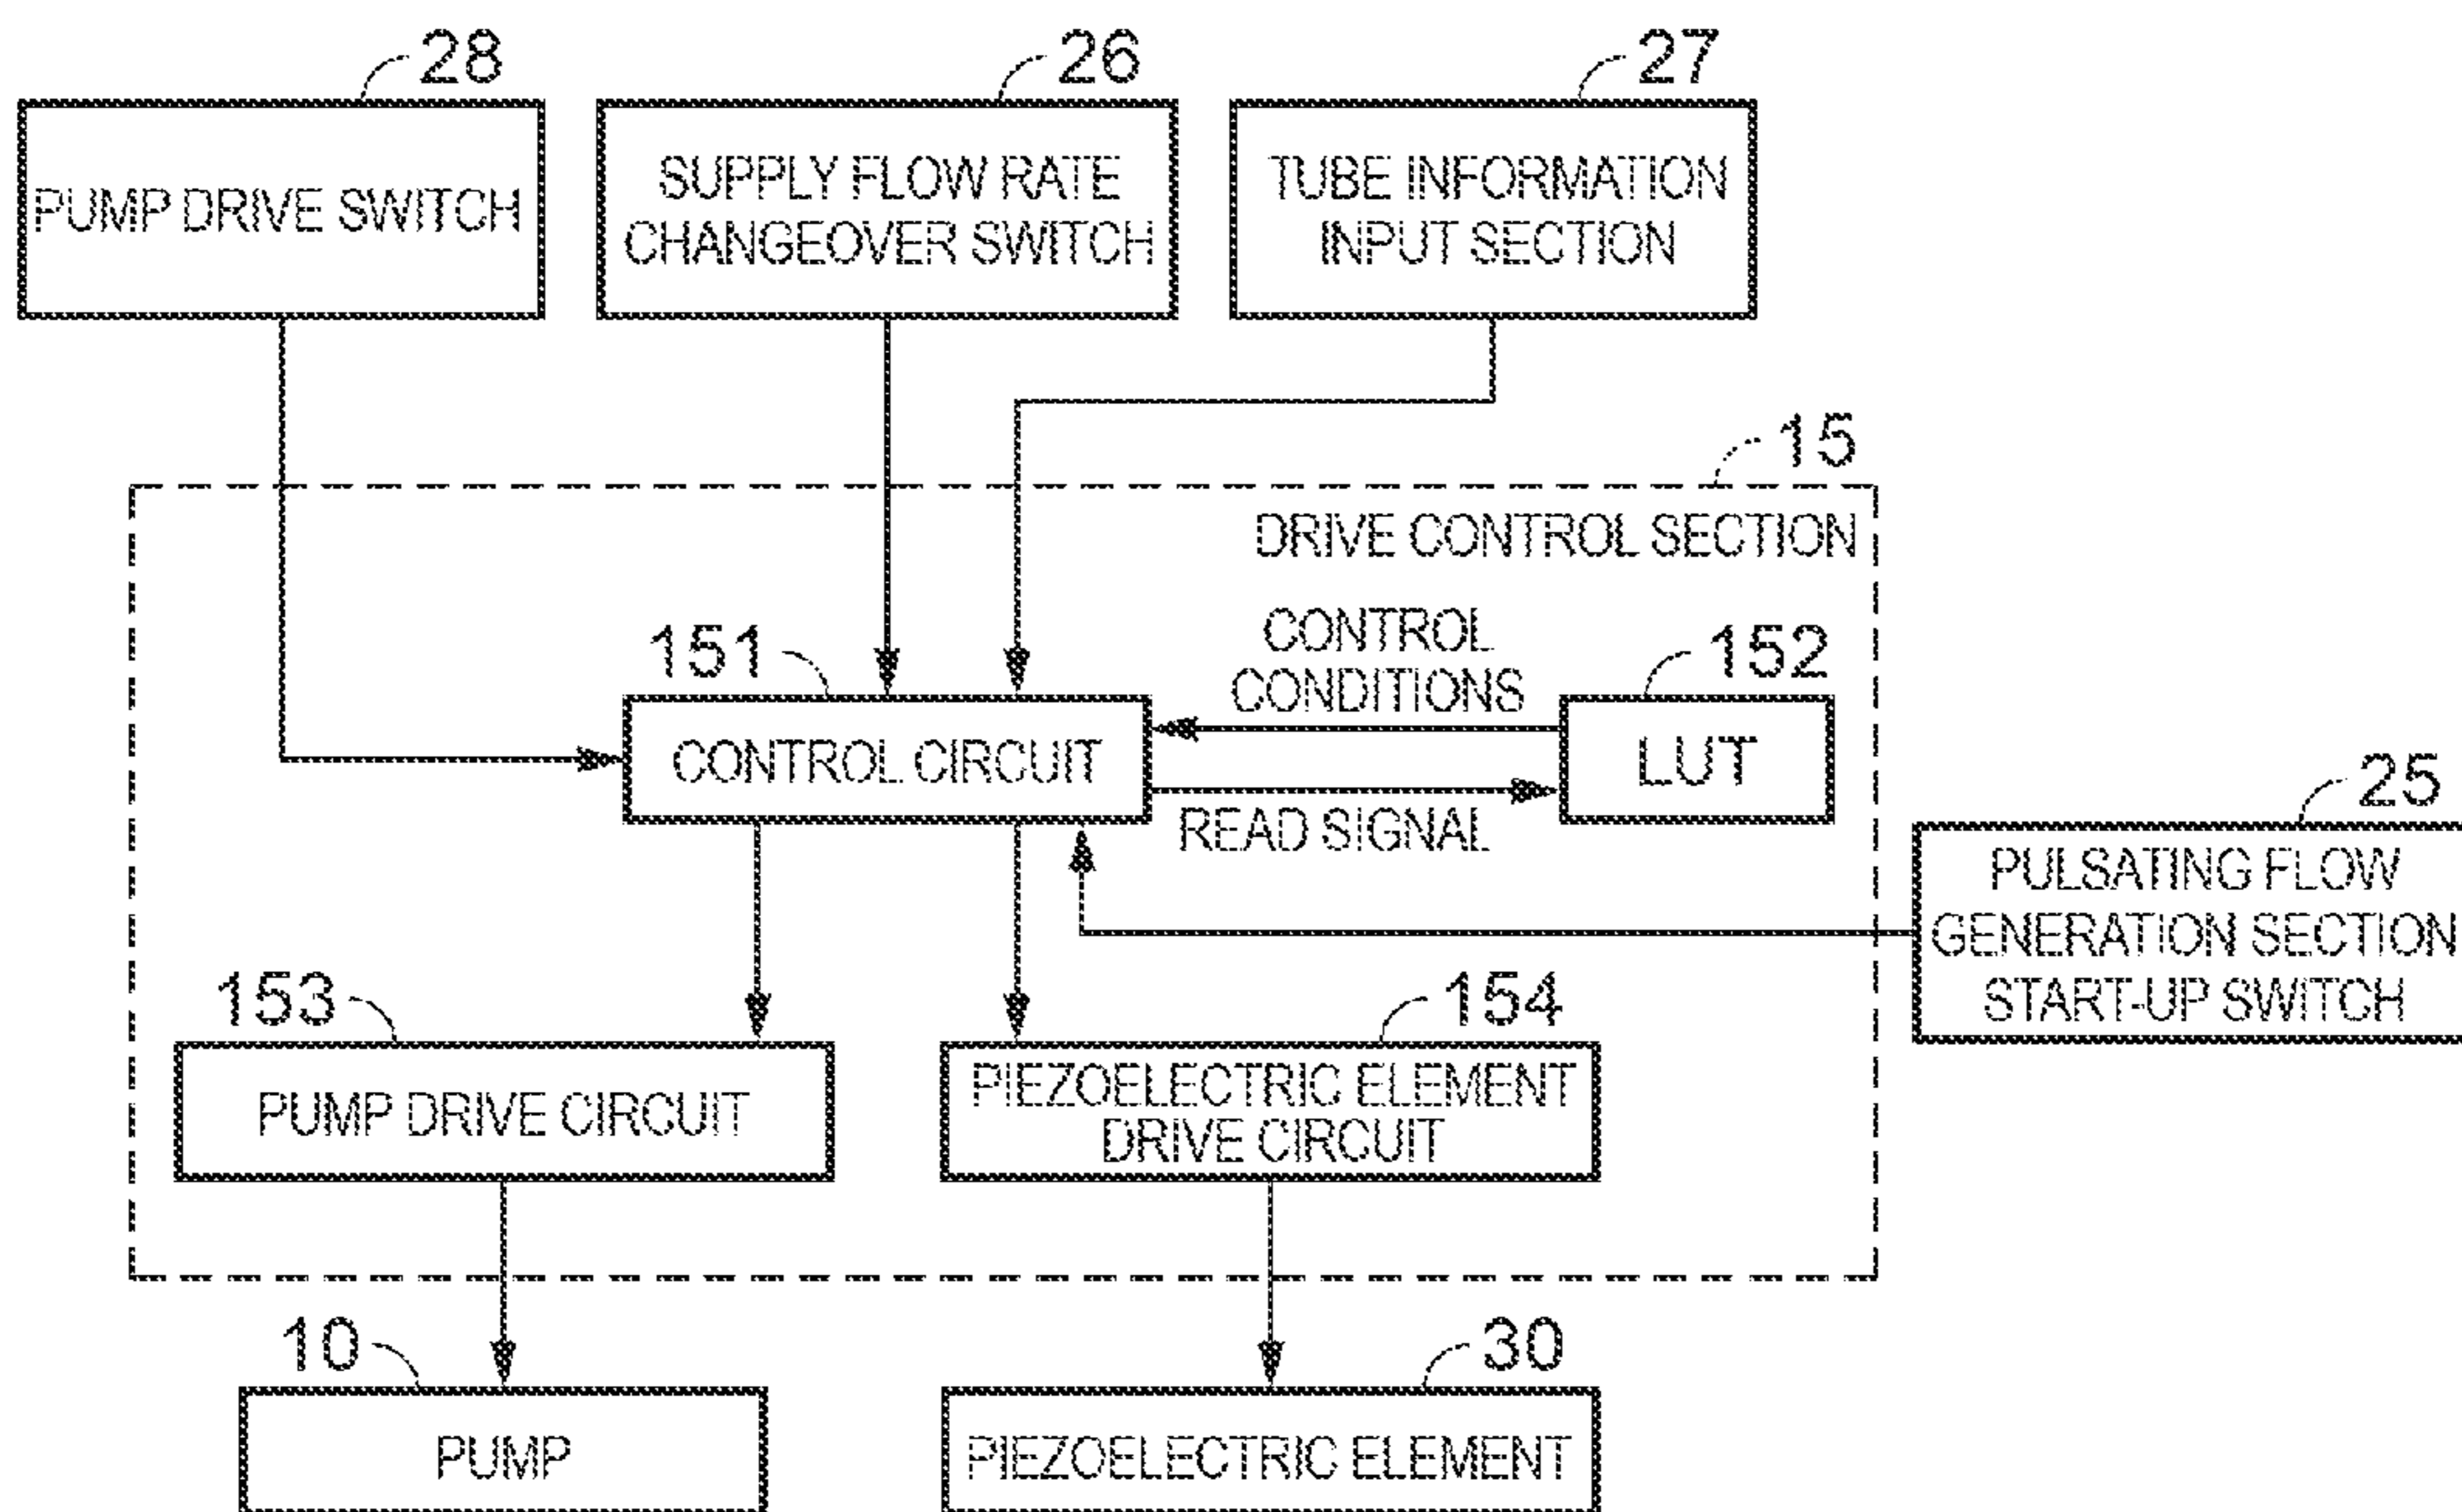 28
26
27
PUMP DRIVE SWITCH
SUPPLY FLOW RATE
CHANGEOVER SWITCH
TUBE INFORMATION
INPUT SECTION
15
DRIVE CONTROL SECTION
151
CONTROL
CONDITIONS
152
CONTROL CIRCUIT
LUT
READ SIGNAL
25
PULSATING FLOW
GENERATION SECTION
START-UP SWITCH
153
154
PUMP DRIVE CIRCUIT
PIEZOELECTRIC ELEMENT
DRIVE CIRCUIT
10
30
PUMP
PIEZOELECTRIC ELEMENT